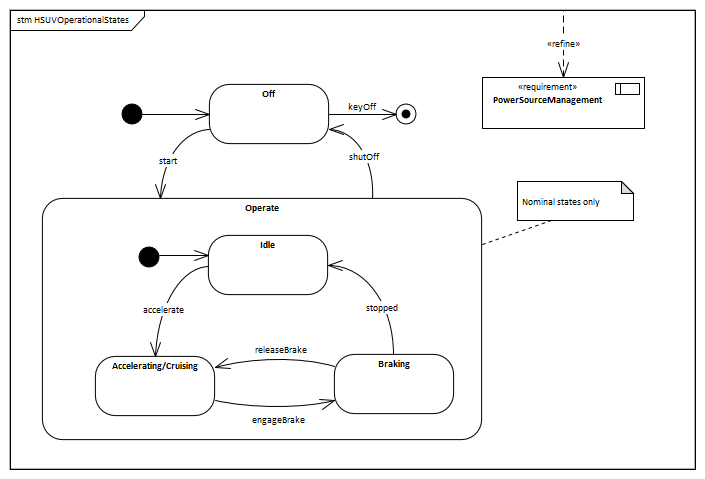 stm HSUVOperationalStates
«refine»
«requirement»
PowerSourceManagement
Off
keyOff
start
shutOff
Nominal states only
Operate
Idle
accelerate
stopped
releaseBrake
Accelerating/Cruising
Braking
engageBrake